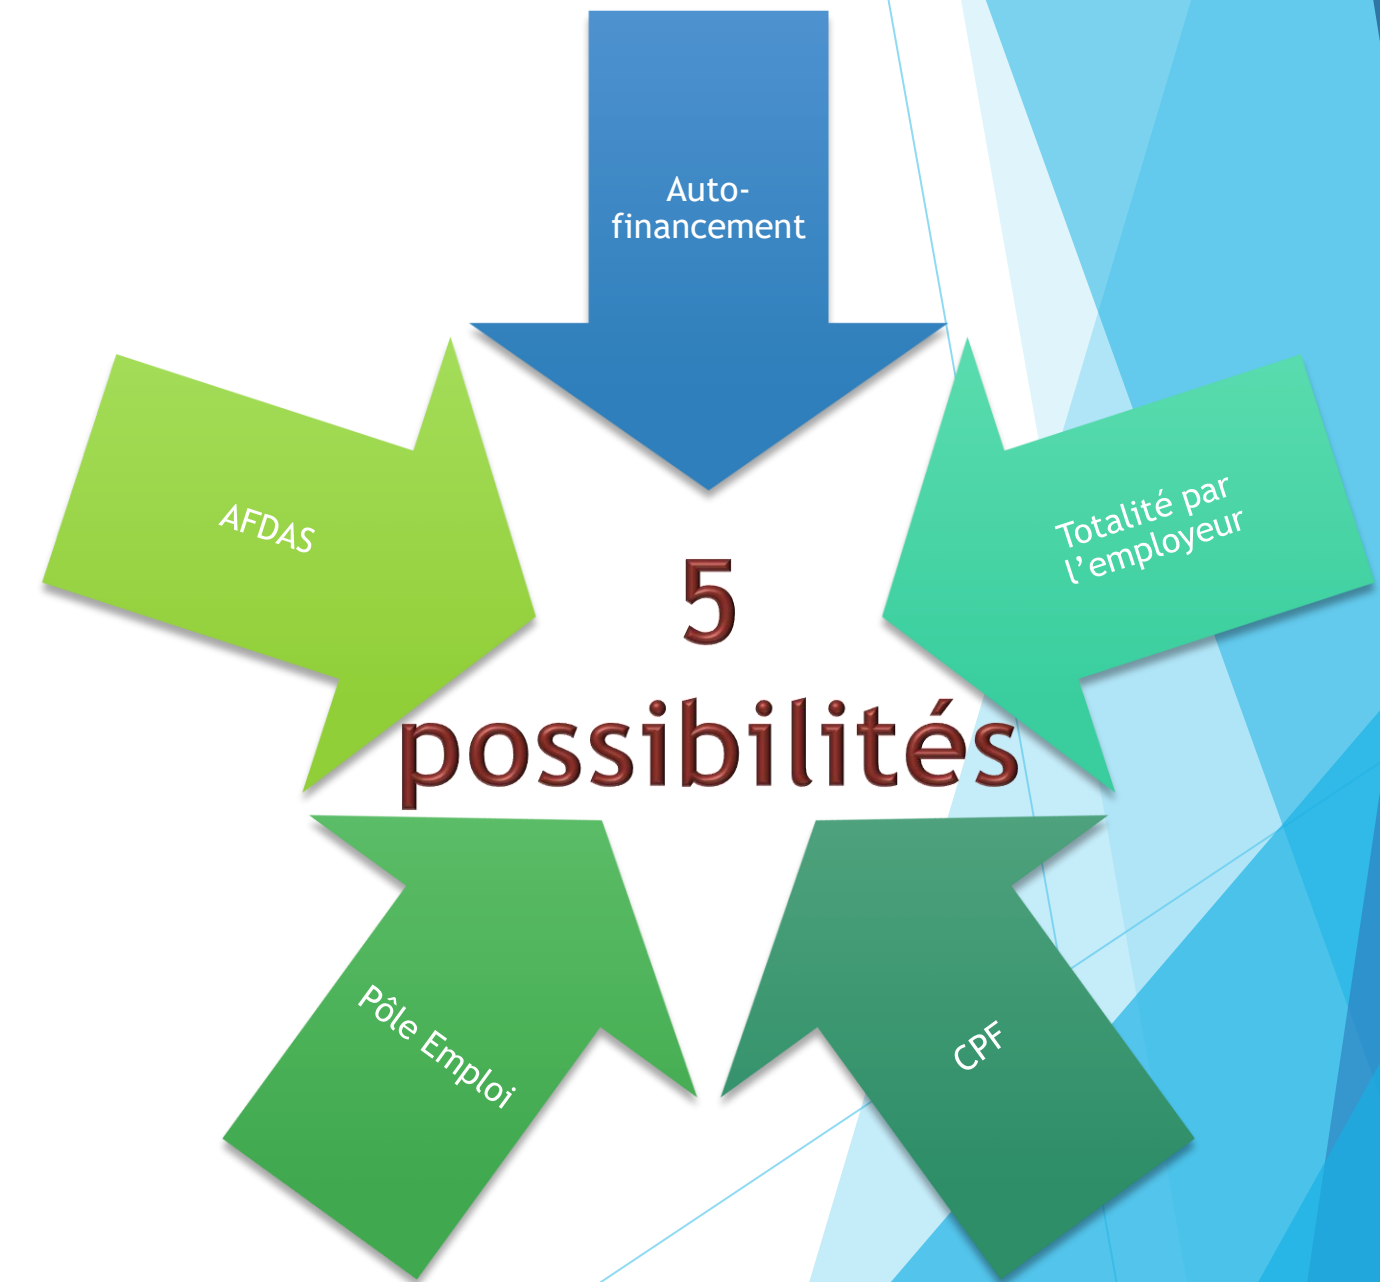 Auto-
financement
Totalité par
l’employeur
CPF
Pôle Emploi
AFDAS
5
possibilités